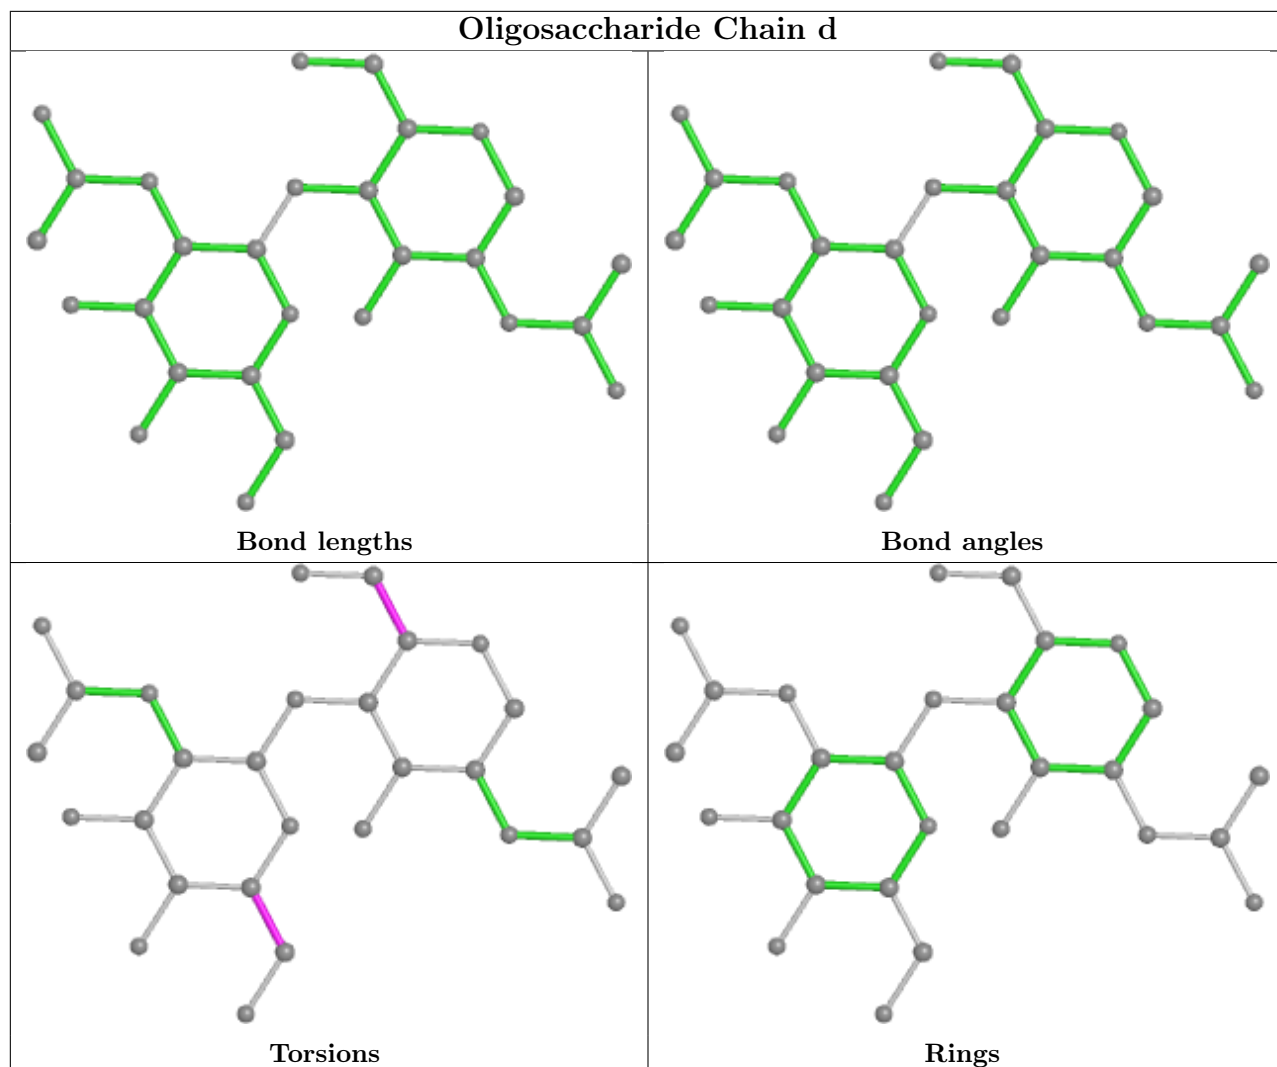 Oligosaccharide Chain d
Bond lengths
Bond angles
Torsions
Rings